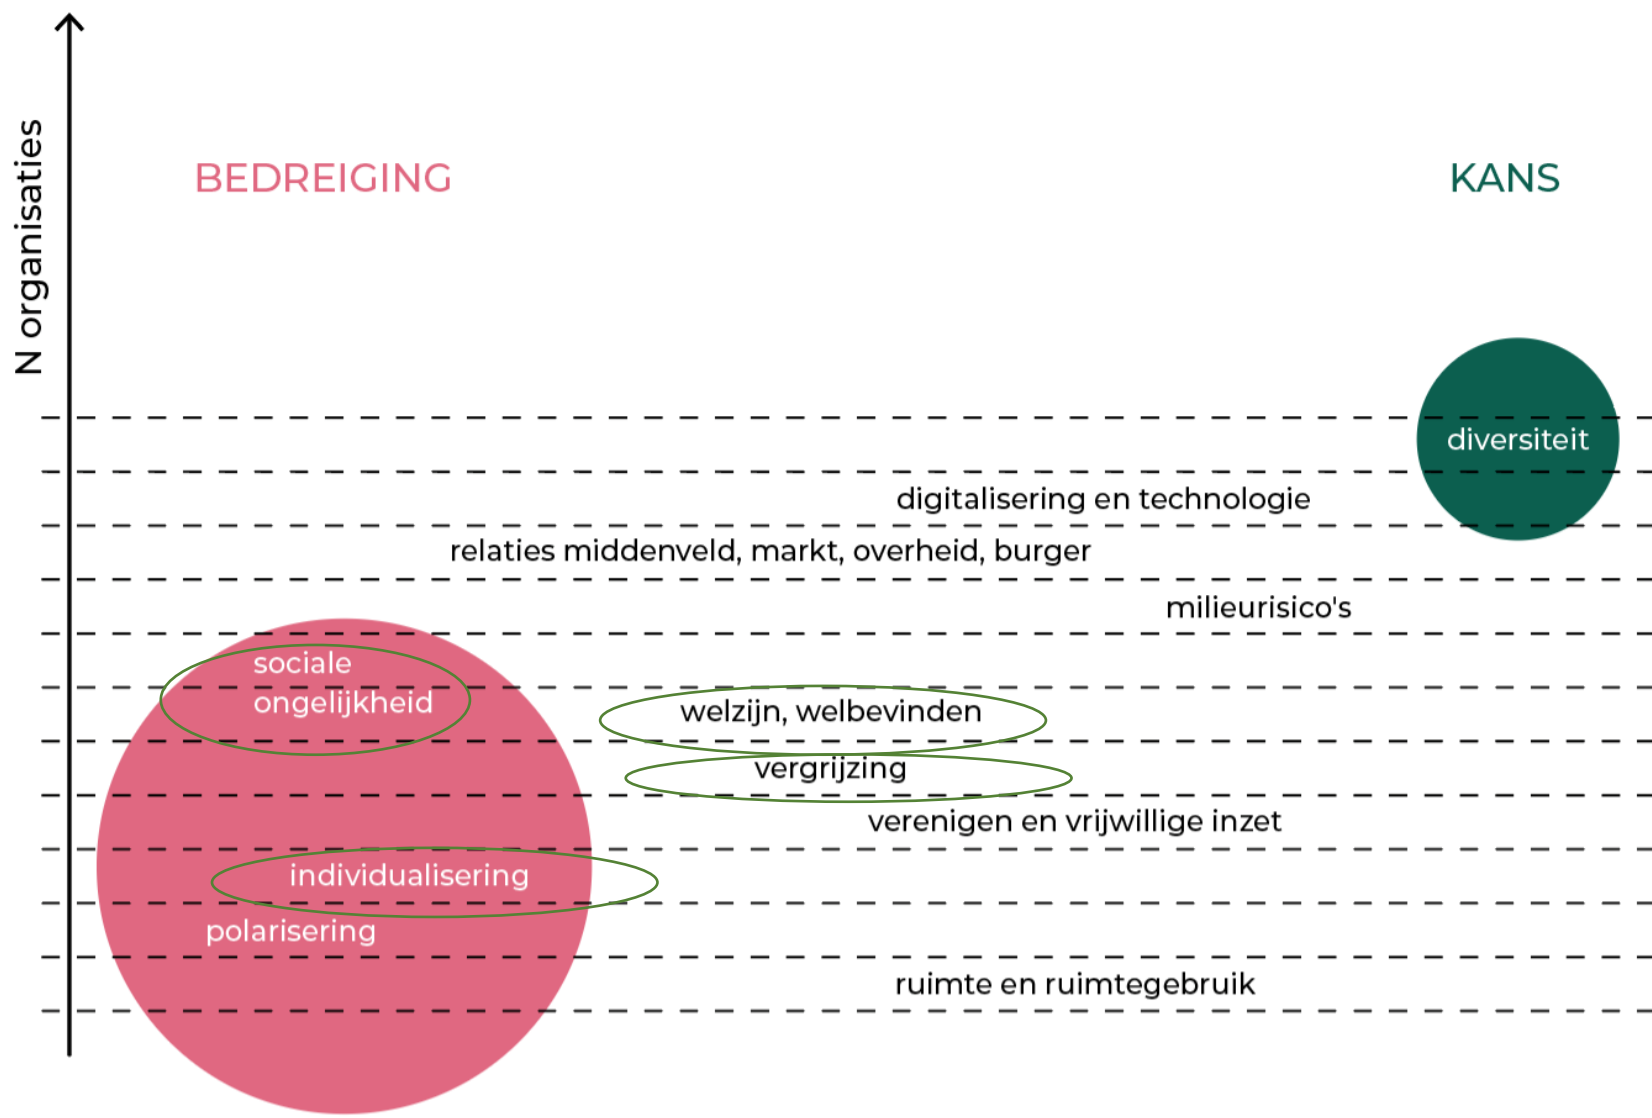 N organisaties
BEDREIGING
KANS
diversiteit
digitalisering en technologie
relaties middenveld, markt, overheid, burger
milieurisico's
sociale
ongelijkheid
welzijn, welbevinden
vergrijzing
verenigen en vrijwillige inzet
individualisering
polarisering
ruimte en ruimtegebruik